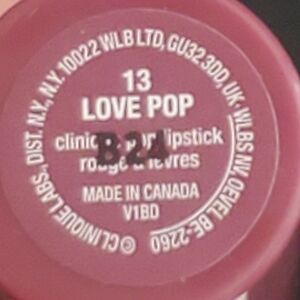 ©CLINIQUE LABS, DIST. N.Y., N.Y. 10022 WLB LTD, GU32 3DD, UK. WLBS NV, OEVEL BE-2260
13
LOVE POP
clinique pop lipstick
B24
rouge à lèvres
MADE IN CANADA
V1BD